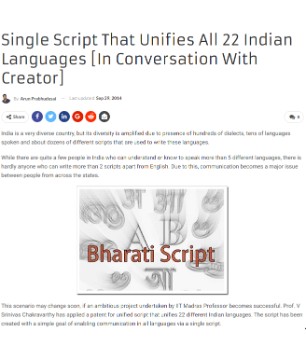 Single Script That Unifies All 22 Indian
Languages [In Conversation With
Creator]
By Arun Prabhudesai — Last updated Sep 23, 2014
Share
India is a very diverse country, but its diversity is amplified due to presence of hundreds of dialects, tens of languages
spoken and about dozens of different scripts that are used to write these languages.
While there are quite a few people in India who can understand or know to speak more than 5 different languages, there is
hardly anyone who can write more than 2 scripts apart from English. Due to this, communication becomes a major issue
between people from across the states.
अ આ
A B
Bharati Script
This scenario may change soon, if an ambitious project undertaken by IIT Madras Professor becomes successful. Prof. V
Srinivas Chakravarthy has applied a patent for unified script that unifies 22 different Indian languages. The script has been
created with a simple goal of enabling communication in all languages via a single script.